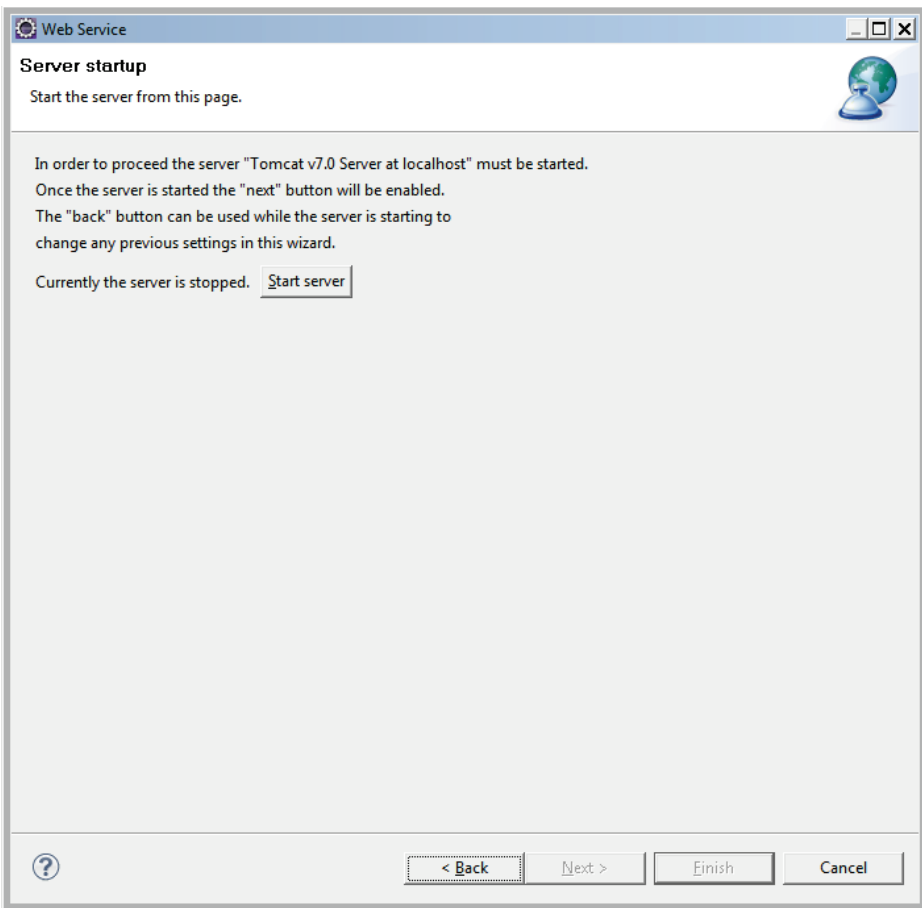 Web Service
Server startup
Start the server from this page.
In order to proceed the server "Tomcat v7.0 Server at localhost" must be started.
Once the server is started the "next" button will be enabled.
The "back" button can be used while the server is starting to
change any previous settings in this wizard.
Currently the server is stopped. Start server
? < Back Next > Finish Cancel